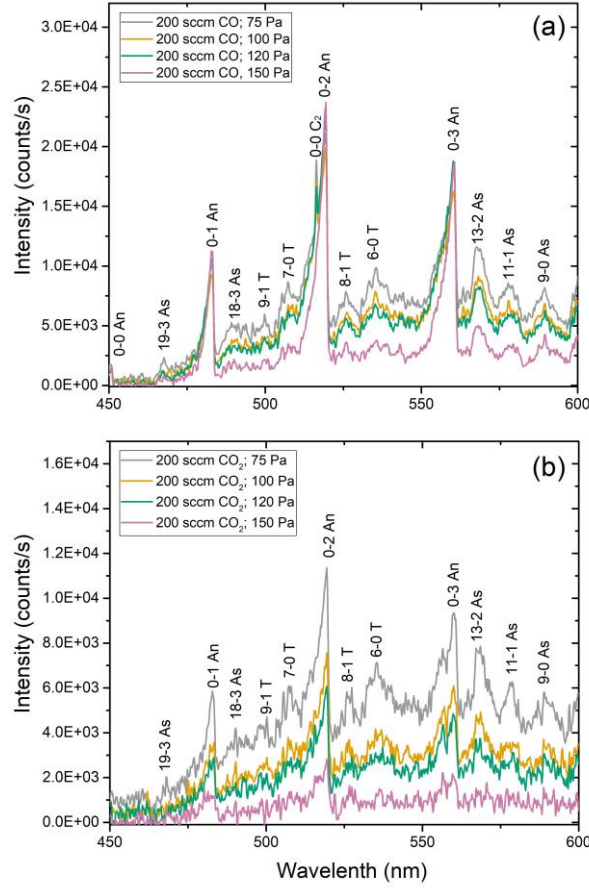 (a)
200 sccm CO; 75 Pa
200 sccm CO; 100 Pa
200 sccm CO; 120 Pa
200 sccm CO, 150 Pa
3.0E+04
2.5E+04
2.0E+04
1.5E+04
1.0E+04
5.0E+03
0.0E+00
Intensity (counts/s)
0-0 An
19-3 As
0-1 An
18-3 As
9-1 T
7-0 T
0-0 C₂
0-2 An
8-1 T
6-0 T
0-3 An
13-2 As
11-1 As
9-0 As
450 500 550 600
(b)
200 sccm CO₂; 75 Pa
200 sccm CO₂; 100 Pa
200 sccm CO₂; 120 Pa
200 sccm CO₂; 150 Pa
1.6E+04
1.4E+04
1.2E+04
1.0E+04
8.0E+03
6.0E+03
4.0E+03
2.0E+03
0.0E+00
Intensity (counts/s)
19-3 As
0-1 An
18-3 As
9-1 T
7-0 T
0-2 An
8-1 T
6-0 T
0-3 An
13-2 As
11-1 As
9-0 As
450 500 550 600
Wavelenth (nm)